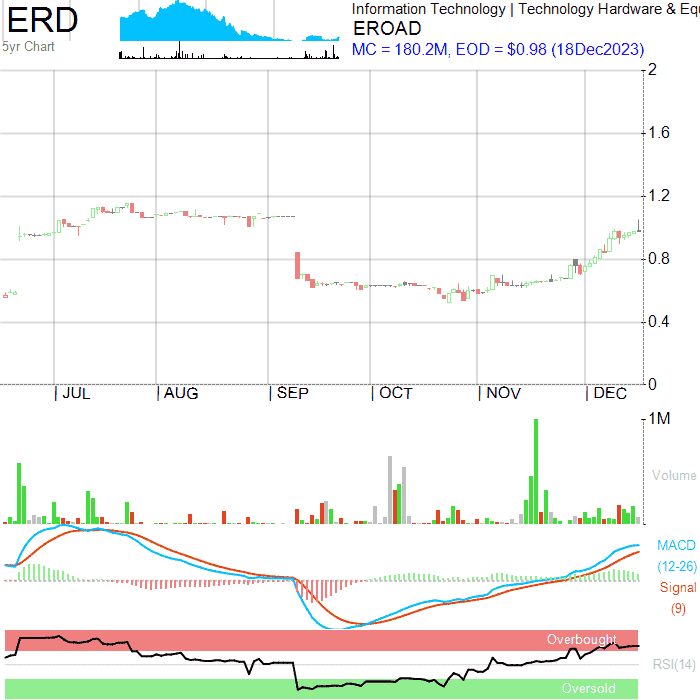 ERD
5yr Chart
Information Technology | Technology Hardware & Equ
EROAD
MC = 180.2M, EOD = $0.98 (18Dec2023)
2
1.6
1.2
0.8
0.4
0
JUL AUG SEP OCT NOV DEC
1M
Volume
MACD
(12-26)
Signal
(9)
Overbought
RSI(14)
Oversold